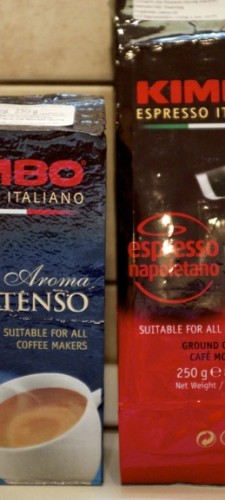 MBO
ITALIANO
Aroma
TENSO
SUITABLE FOR ALL
COFFEE MAKERS
KIMB
ESPRESSO IT
espresso
napoletano
SUITABLE FOR ALL
GROUND C
CAFÉ MO
250 g e
Net Weight /